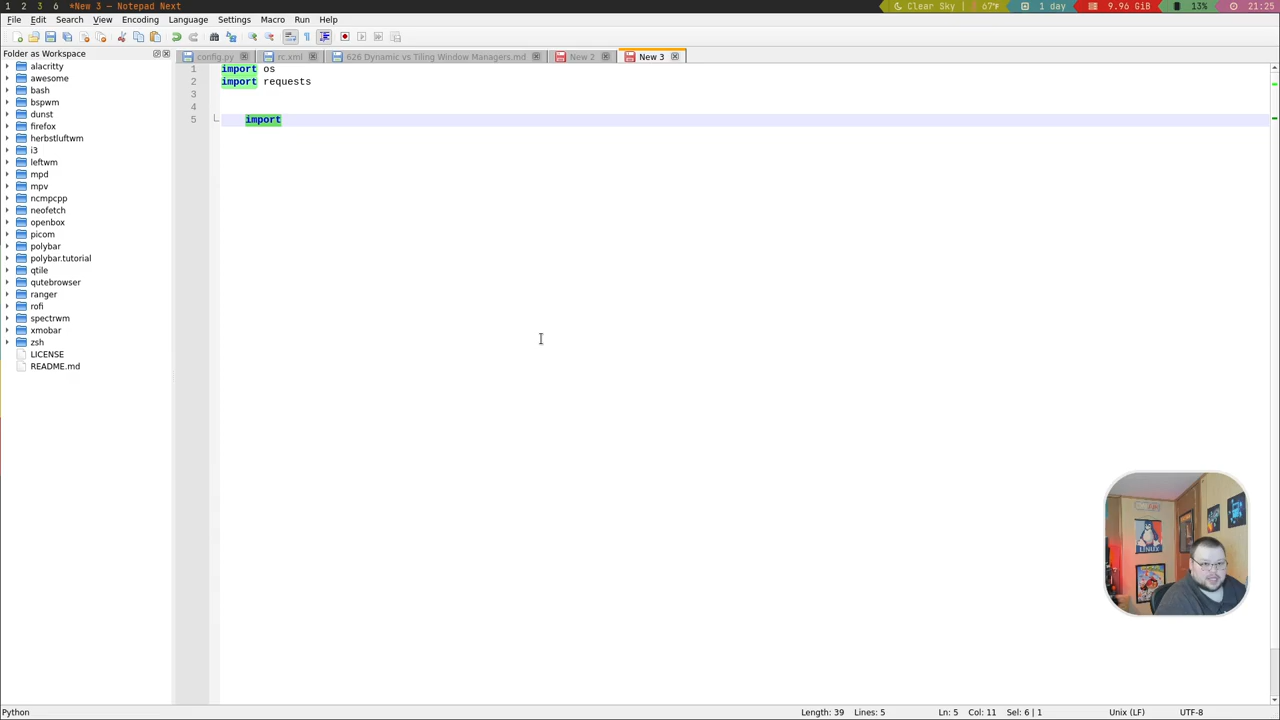 1 2 3 6 *New 3 — Notepad Next
Clear Sky | 67°F 1 day 9.96 GiB 13% 21:25
File Edit Search View Encoding Language Settings Macro Run Help
Folder as Workspace
config.py rc.xml 626 Dynamic vs Tiling Window Managers.md New 2 New 3
alacritty
awesome
bash
bspwm
dunst
firefox
herbstluftwm
i3
leftwm
mpd
mpv
ncmpcpp
neofetch
openbox
picom
polybar
polybar.tutorial
qtile
qutebrowser
ranger
rofi
spectrwm
xmobar
zsh
LICENSE
README.md
1 import os
2 import requests
3
4
5 import
LINUX
Python Length: 39 Lines: 5 Ln: 5 Col: 11 Sel: 6 | 1 Unix (LF) UTF-8